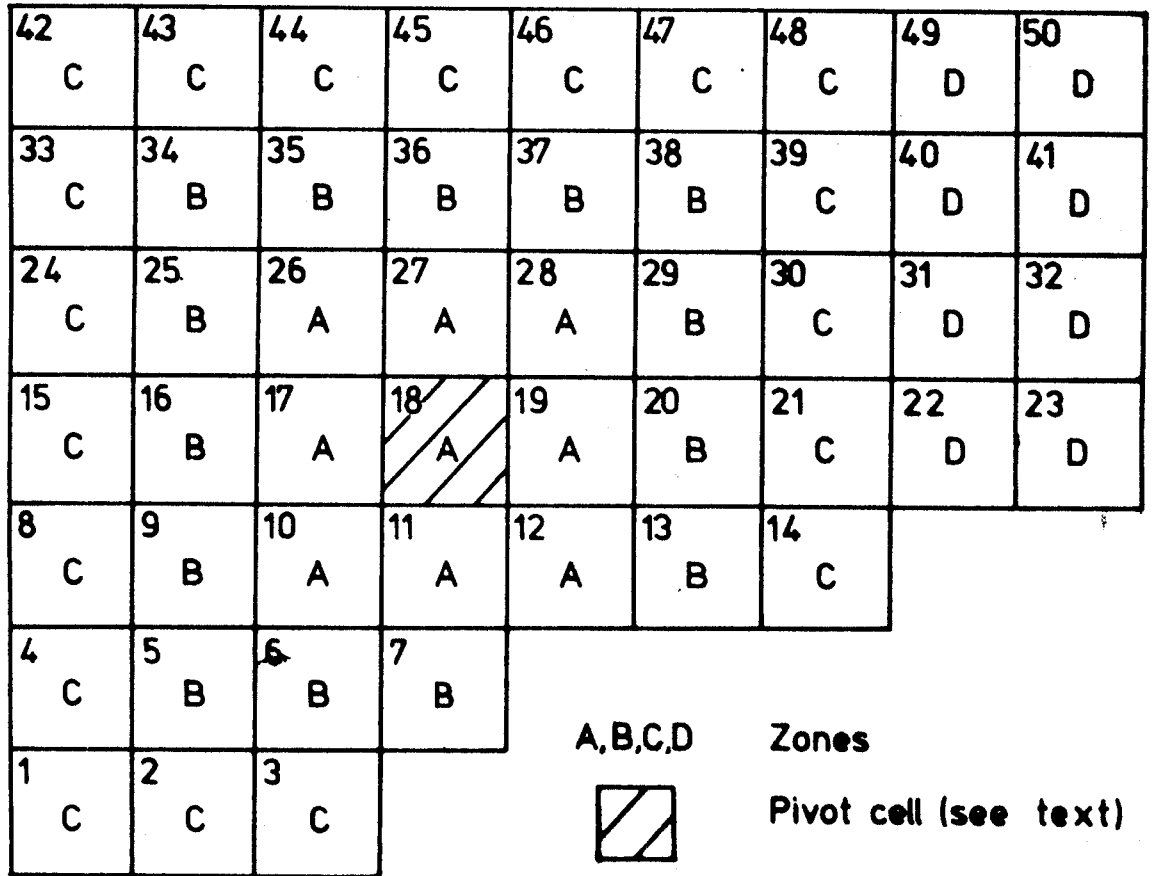 42 43 44 45 46 47 48 49 50
C C C C C C C D D
33 34 35 36 37 38 39 40 41
C B B B B B C D D
24 25 26 27 28 29 30 31 32
C B A A A B C D D
15 16 17 18 19 20 21 22 23
C B A A A B C D D
8 9 10 11 12 13 14
C B A A A B C
4 5 6 7
C B B B
A,B,C,D Zones
1 2 3
C C C
Pivot cell (see text)